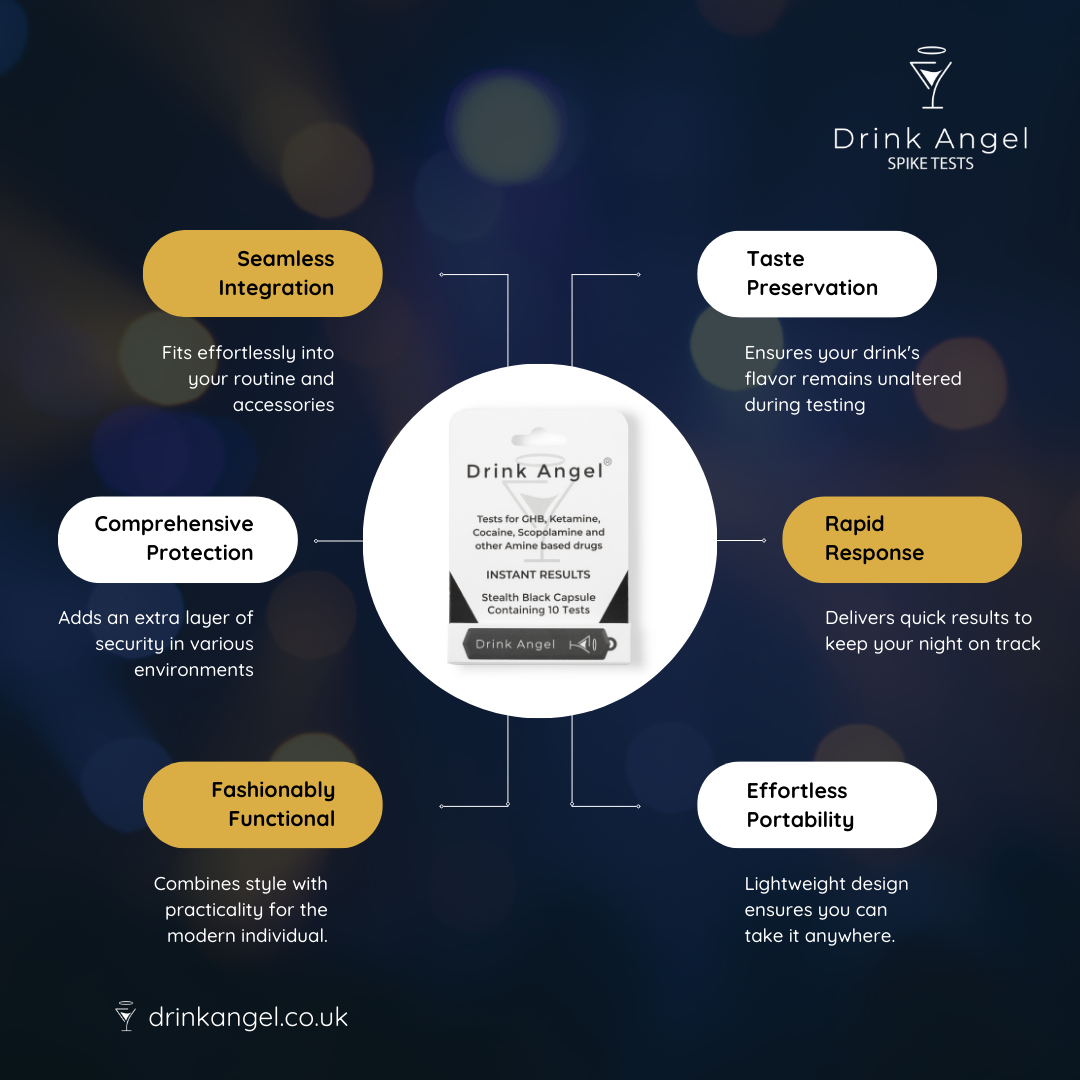 Drink Angel
SPIKE TESTS
Seamless
Integration
Fits effortlessly into
your routine and
accessories
Taste
Preservation
Ensures your drink's
flavor remains unaltered
during testing
Drink Angel®
Tests for GHB, Ketamine,
Cocaine, Scopolamine and
other Amine based drugs
INSTANT RESULTS
Stealth Black Capsule
Containing 10 Tests
Drink Angel
Comprehensive
Protection
Adds an extra layer of
security in various
environments
Rapid
Response
Delivers quick results to
keep your night on track
Fashionably
Functional
Combines style with
practicality for the
modern individual.
Effortless
Portability
Lightweight design
ensures you can
take it anywhere.
drinkangel.co.uk